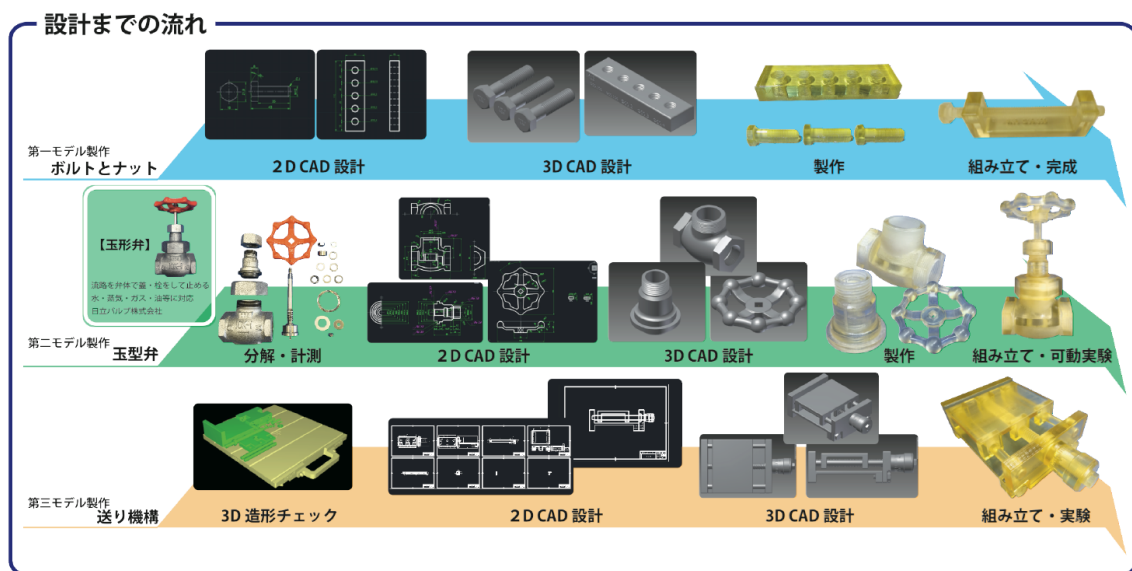 設計までの流れ
第一モデル製作
ボルトとナット
2D CAD 設計
3D CAD 設計
製作
組み立て・完成
【玉形弁】
流路を弁体で蓋・栓をして止める
水・蒸気・ガス・油等に対応
日立バルブ株式会社
第二モデル製作
玉型弁
分解・計測
2D CAD 設計
3D CAD 設計
製作
組み立て・可動実験
第三モデル製作
送り機構
3D 造形チェック
2D CAD 設計
3D CAD 設計
組み立て・実験